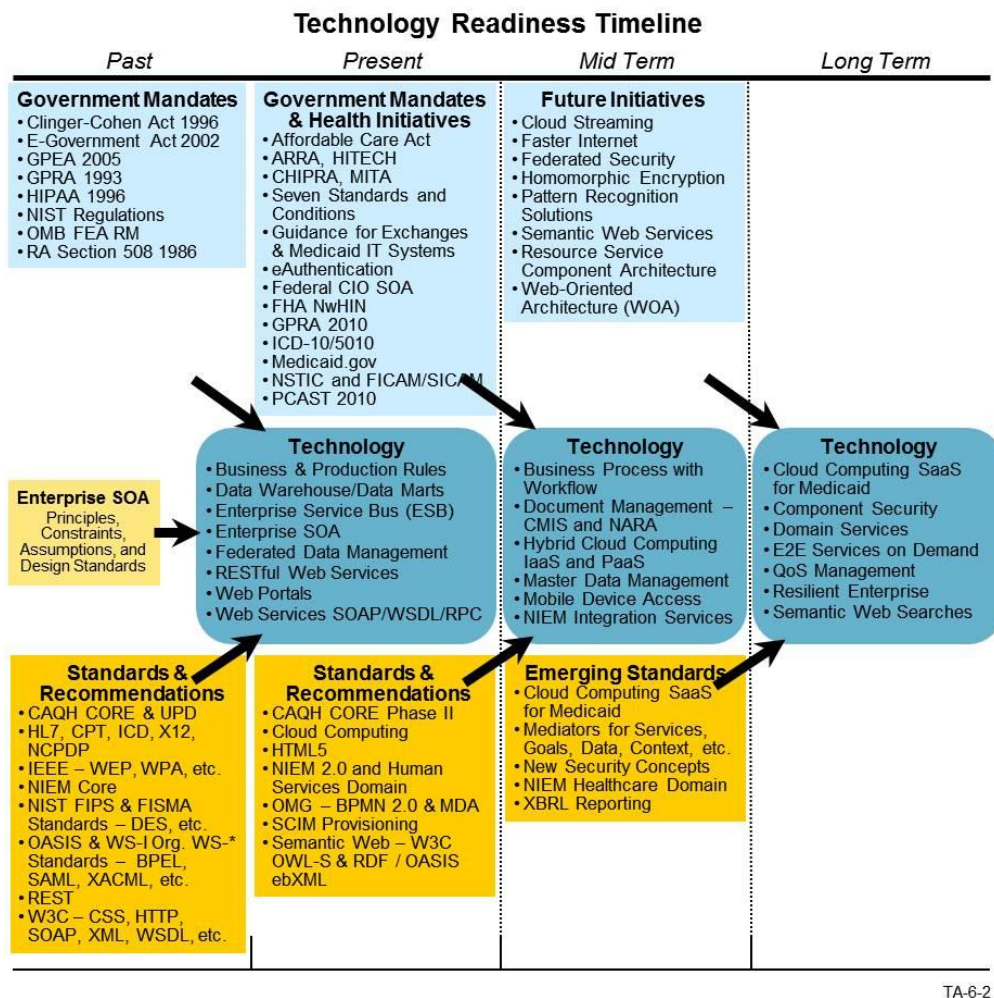 Technology Readiness Timeline
Past
Present
Mid Term
Long Term
Government Mandates
• Clinger-Cohen Act 1996
• E-Government Act 2002
• GPEA 2005
• GPRA 1993
• HIPAA 1996
• NIST Regulations
• OMB FEA RM
• RA Section 508 1986
Government Mandates
& Health Initiatives
• Affordable Care Act
• ARRA, HITECH
• CHIPRA, MITA
• Seven Standards and
Conditions
• Guidance for Exchanges
& Medicaid IT Systems
• eAuthentication
• Federal CIO SOA
• FHA NwHIN
• GPRA 2010
• ICD-10/5010
• Medicaid.gov
• NSTIC and FICAM/SICAM
• PCAST 2010
Future Initiatives
• Cloud Streaming
• Faster Internet
• Federated Security
• Homomorphic Encryption
• Pattern Recognition
Solutions
• Semantic Web Services
• Resource Service
Component Architecture
• Web-Oriented
Architecture (WOA)
Enterprise SOA
Principles,
Constraints,
Assumptions, and
Design Standards
Technology
• Business & Production Rules
• Data Warehouse/Data Marts
• Enterprise Service Bus (ESB)
• Enterprise SOA
• Federated Data Management
• RESTful Web Services
• Web Portals
• Web Services SOAP/WSDL/RPC
Technology
• Business Process with
Workflow
• Document Management –
CMIS and NARA
• Hybrid Cloud Computing
IaaS and PaaS
• Master Data Management
• Mobile Device Access
• NIEM Integration Services
Technology
• Cloud Computing SaaS
for Medicaid
• Component Security
• Domain Services
• E2E Services on Demand
• QoS Management
• Resilient Enterprise
• Semantic Web Searches
Standards &
Recommendations
• CAQH CORE & UPD
• HL7, CPT, ICD, X12,
NCPDP
• IEEE – WEP, WPA, etc.
• NIEM Core
• NIST FIPS & FISMA
Standards – DES, etc.
• OASIS & WS-I Org. WS-*
Standards – BPEL,
SAML, XACML, etc.
• REST
• W3C – CSS, HTTP,
SOAP, XML, WSDL, etc.
Standards &
Recommendations
• CAQH CORE Phase II
• Cloud Computing
• HTML5
• NIEM 2.0 and Human
Services Domain
• OMG – BPMN 2.0 & MDA
• SCIM Provisioning
• Semantic Web – W3C
OWL-S & RDF / OASIS
ebXML
Emerging Standards
• Cloud Computing SaaS
for Medicaid
• Mediators for Services,
Goals, Data, Context, etc.
• New Security Concepts
• NIEM Healthcare Domain
• XBRL Reporting
TA-6-2